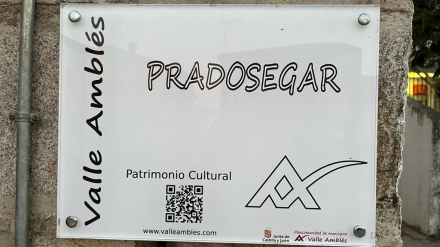 Valle Amblés
PRADOSEGAR
Patrimonio Cultural
www.valleambles.com
Junta de
Castilla y León
Mancomunidad de municipios
Valle Amblés